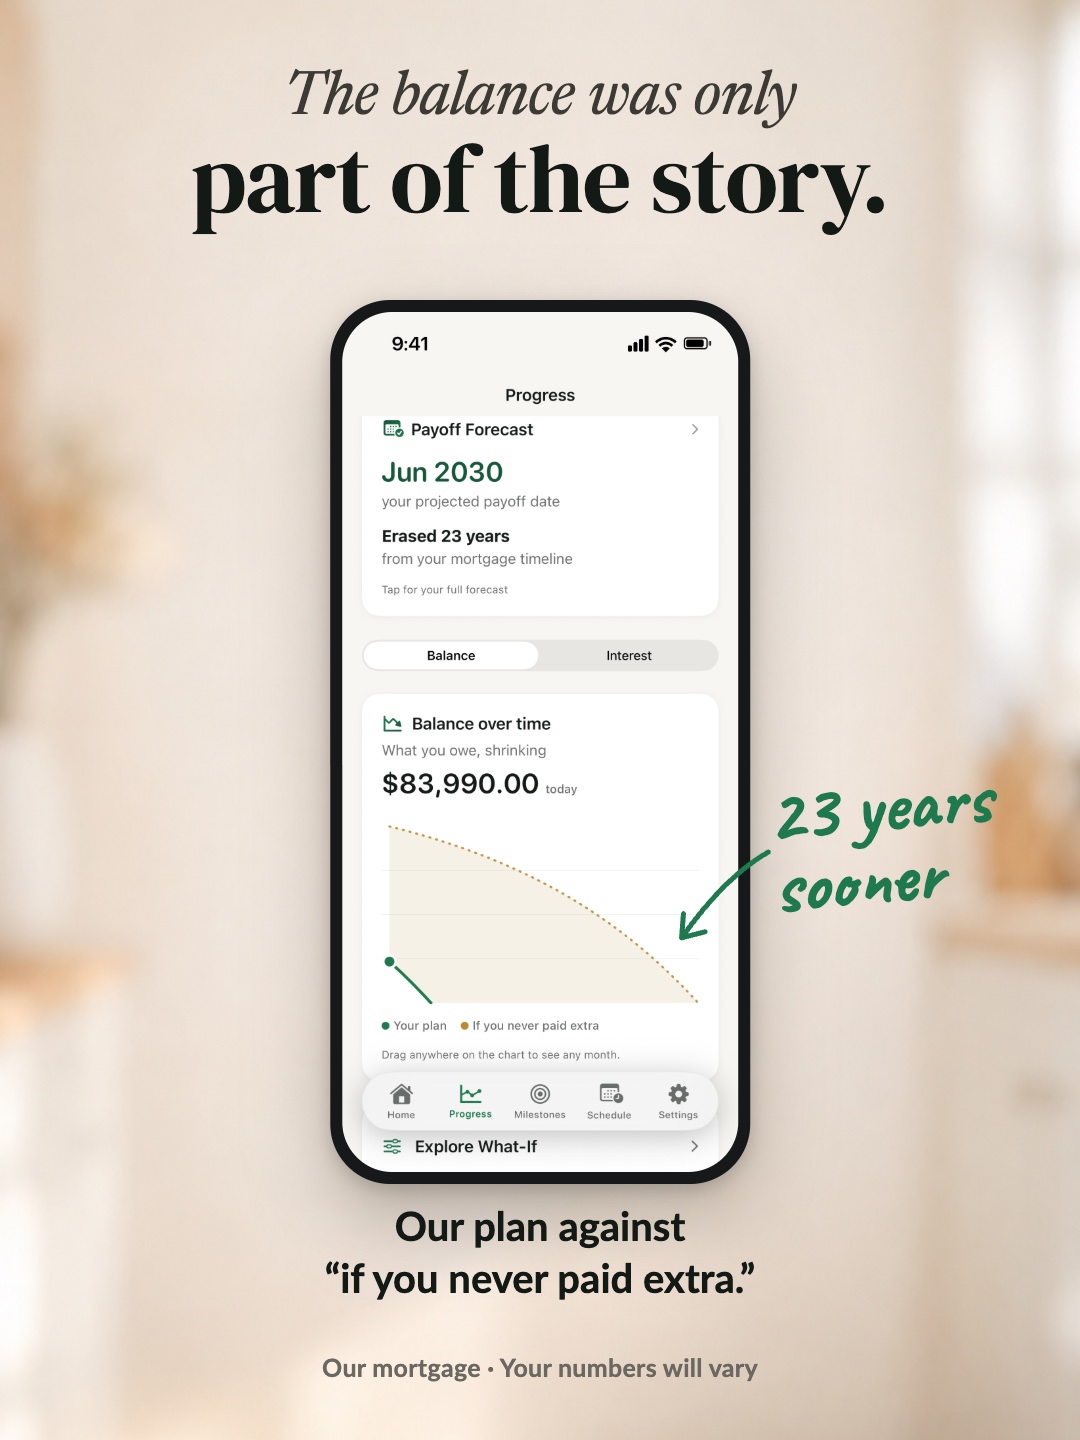 The balance was only
part of the story.
9:41
Progress
Payoff Forecast
Jun 2030
your projected payoff date
Erased 23 years
from your mortgage timeline
Tap for your full forecast
Balance Interest
Balance over time
What you owe, shrinking
$83,990.00 today
23 years
sooner
Your plan If you never paid extra
Drag anywhere on the chart to see any month.
Home Progress Milestones Schedule Settings
Explore What-If
Our plan against
“if you never paid extra.”
Our mortgage · Your numbers will vary